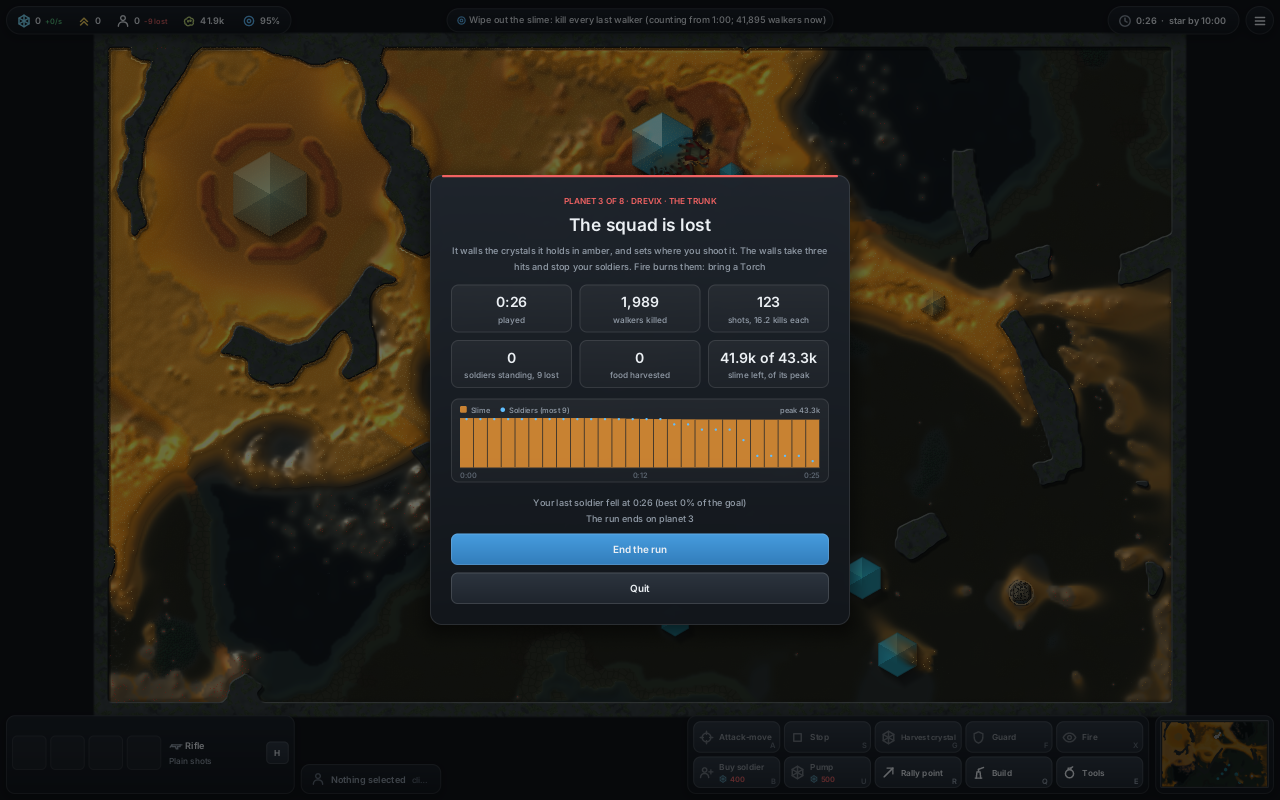 0 +0/s 0 0 -9 lost 41.9k 95%
Wipe out the slime: kill every last walker (counting from 1:00; 41,895 walkers now)
0:26 · star by 10:00
PLANET 3 OF 8 · DREVIX · THE TRUNK
The squad is lost
It walls the crystals it holds in amber, and sets where you shoot it. The walls take three
hits and stop your soldiers. Fire burns them: bring a Torch
0:26 1,989 123
played walkers killed shots, 16.2 kills each
0 0 41.9k of 43.3k
soldiers standing, 9 lost food harvested slime left, of its peak
Slime Soldiers (most 9) peak 43.3k
0:00 0:12 0:25
Your last soldier fell at 0:26 (best 0% of the goal)
The run ends on planet 3
End the run
Quit
Rifle
Plain shots
H
Nothing selected
Attack-move A Stop S Harvest crystal G Guard F Fire X
Buy soldier 400 B Pump 500 U Rally point R Build Q Tools E